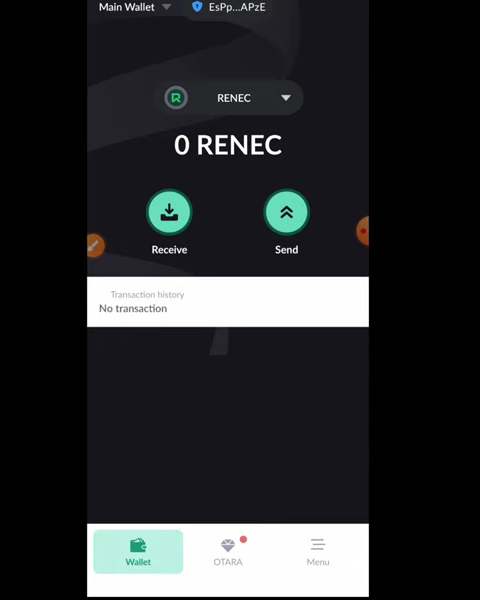 Main Wallet EsPp...APzE
RENEC
0 RENEC
Receive Send
Transaction history
No transaction
Wallet OTARA Menu